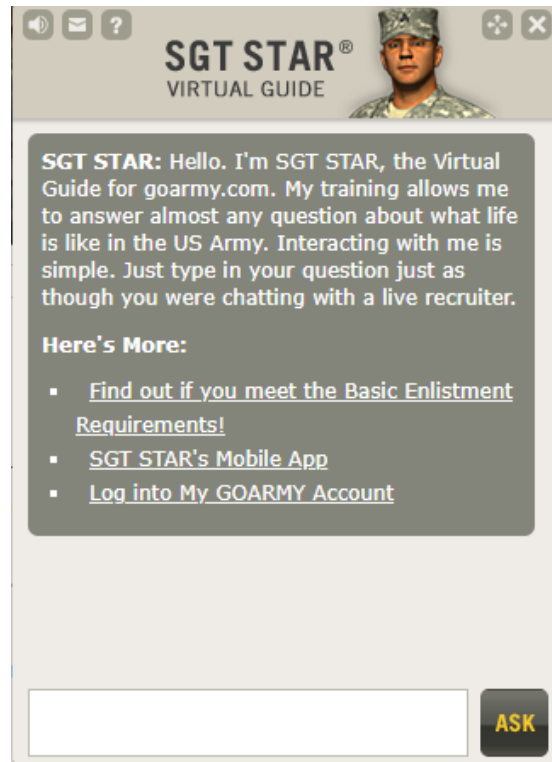 ?
SGT STAR®
VIRTUAL GUIDE
SGT STAR: Hello. I'm SGT STAR, the Virtual
Guide for goarmy.com. My training allows me
to answer almost any question about what life
is like in the US Army. Interacting with me is
simple. Just type in your question just as
though you were chatting with a live recruiter.
Here's More:
Find out if you meet the Basic Enlistment
Requirements!
SGT STAR's Mobile App
Log into My GOARMY Account
ASK